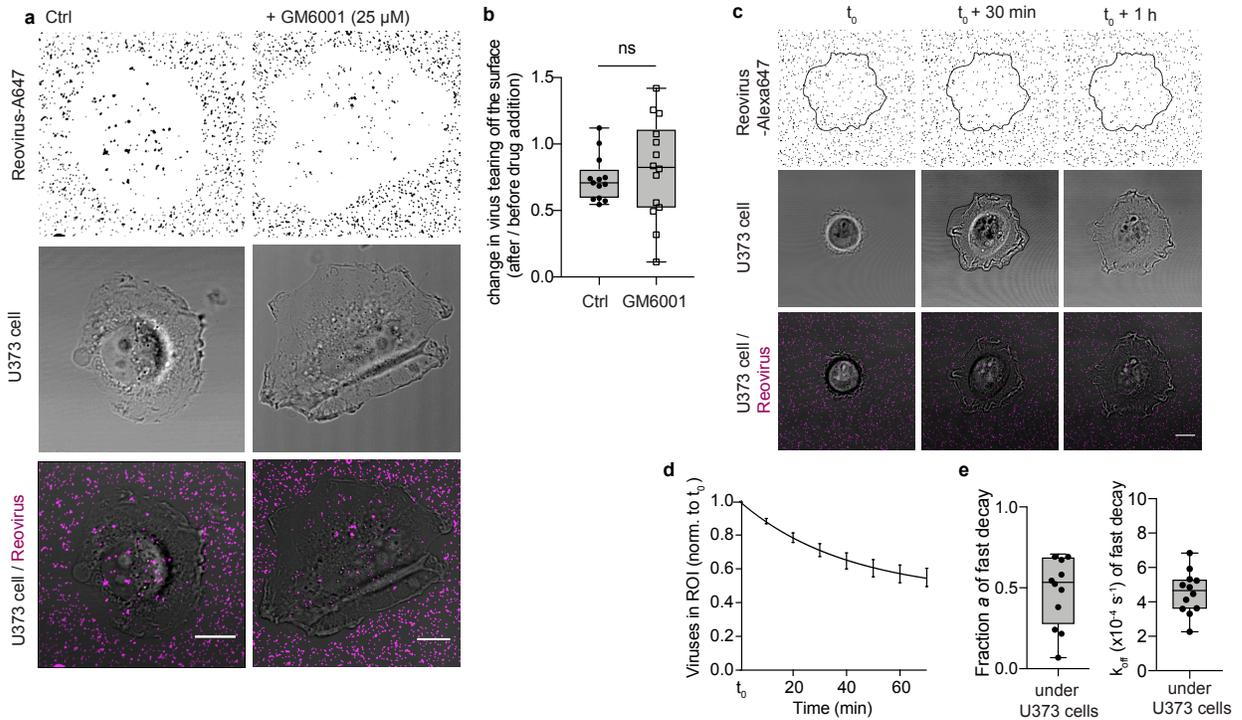 a
Ctrl
+ GM6001 (25 µM)
Reovirus-A647
U373 cell
U373 cell / Reovirus
b
ns
change in virus tearing off the surface
(after / before drug addition)
1.5
1.0
0.5
0.0
Ctrl
GM6001
c
t0
t0 + 30 min
t0 + 1 h
Reovirus
-Alexa647
U373 cell
U373 cell /
Reovirus
d
Viruses in ROI (norm. to t0)
1.0
0.8
0.6
0.4
0.2
0.0
t0
20
40
60
Time (min)
e
Fraction a of fast decay
1.0
0.5
0.0
under
U373 cells
koff (x10-4 s-1) of fast decay
10
8
6
4
2
0
under
U373 cells